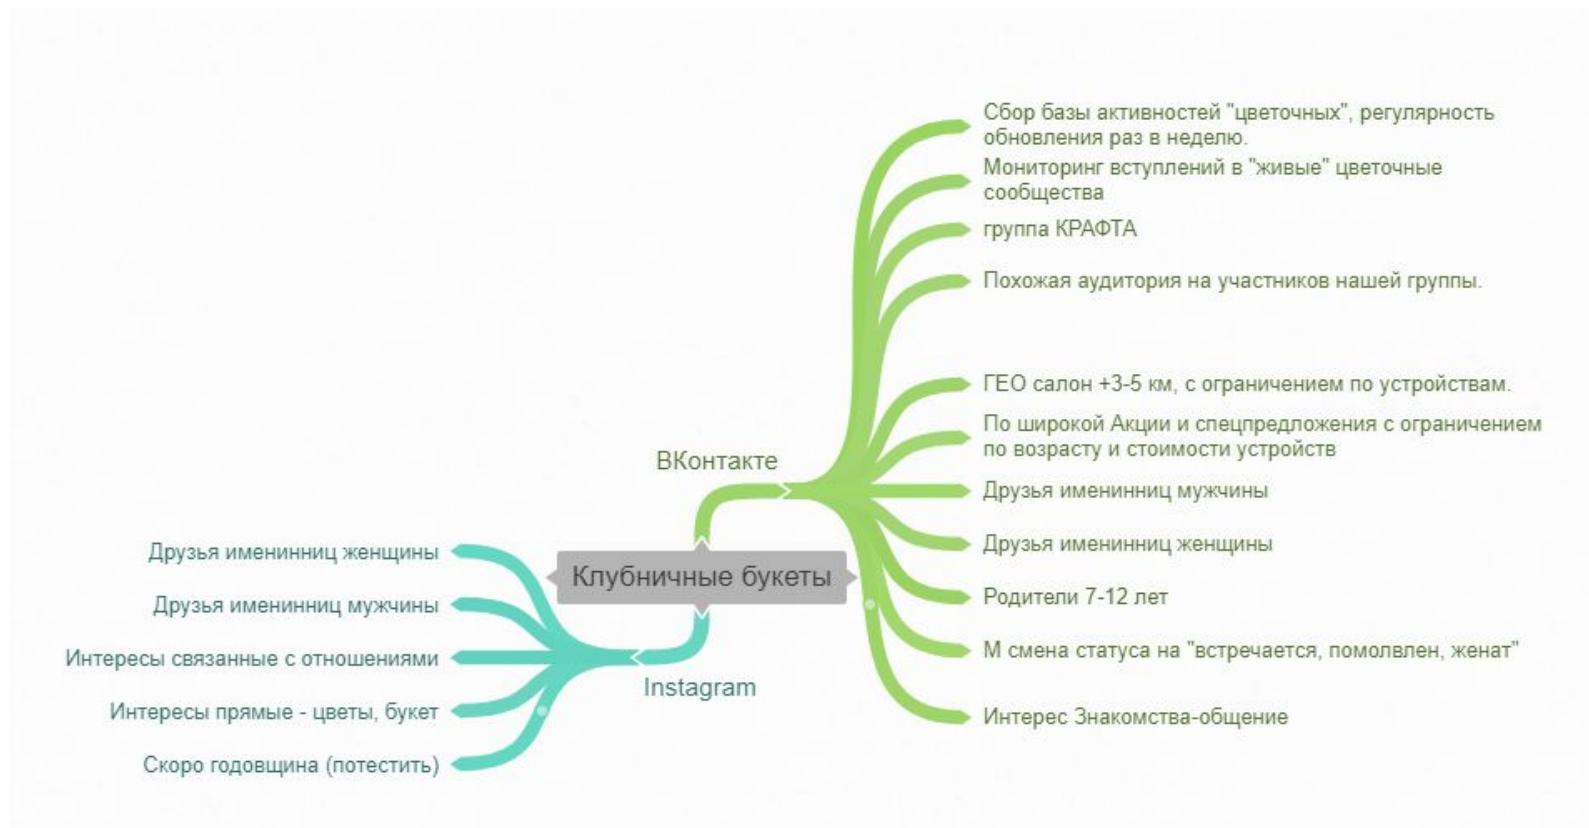 Сбор базы активностей "цветочных", регулярность
обновления раз в неделю.
Мониторинг вступлений в "живые" цветочные
сообщества
группа КРАФТА
Похожая аудитория на участников нашей группы.
ГЕО салон +3-5 км, с ограничением по устройствам.
По широкой Акции и спецпредложения с ограничением
по возрасту и стоимости устройств
ВКонтакте
Друзья именинниц мужчины
Друзья именинниц женщины
Родители 7-12 лет
М смена статуса на "встречается, помолвлен, женат"
Интерес Знакомства-общение
Клубничные букеты
Друзья именинниц женщины
Друзья именинниц мужчины
Интересы связанные с отношениями
Instagram
Интересы прямые - цветы, букет
Скоро годовщина (потестить)